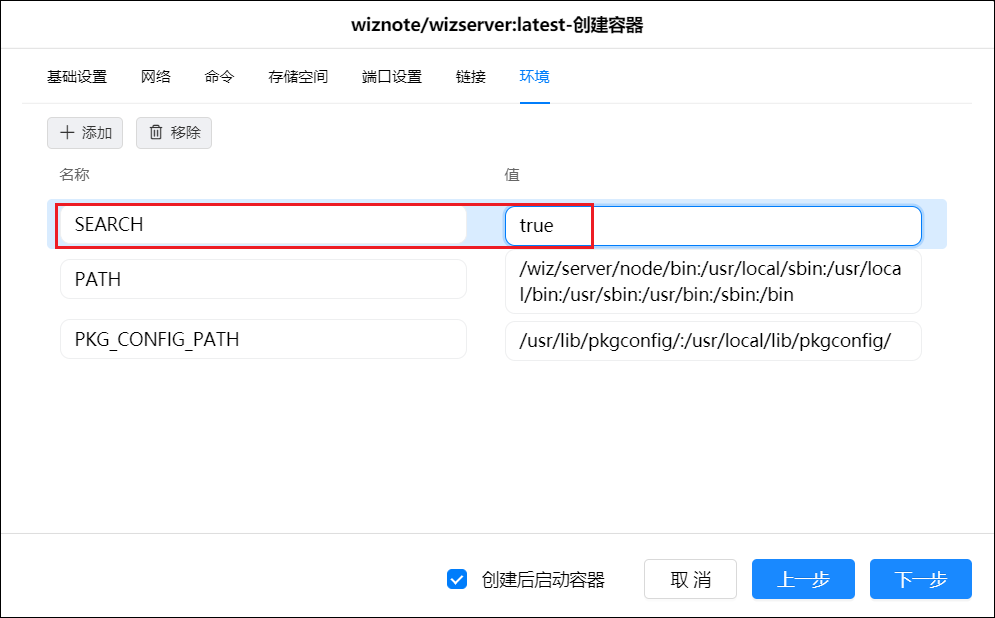 wiznote/wizserver:latest-创建容器
基础设置 网络 命令 存储空间 端口设置 链接 环境
添加 移除
名称 值
SEARCH true
PATH /wiz/server/node/bin:/usr/local/sbin:/usr/loca
l/bin:/usr/sbin:/usr/bin:/sbin:/bin
PKG_CONFIG_PATH /usr/lib/pkgconfig/:/usr/local/lib/pkgconfig/
创建后启动容器 取 消 上一步 下一步